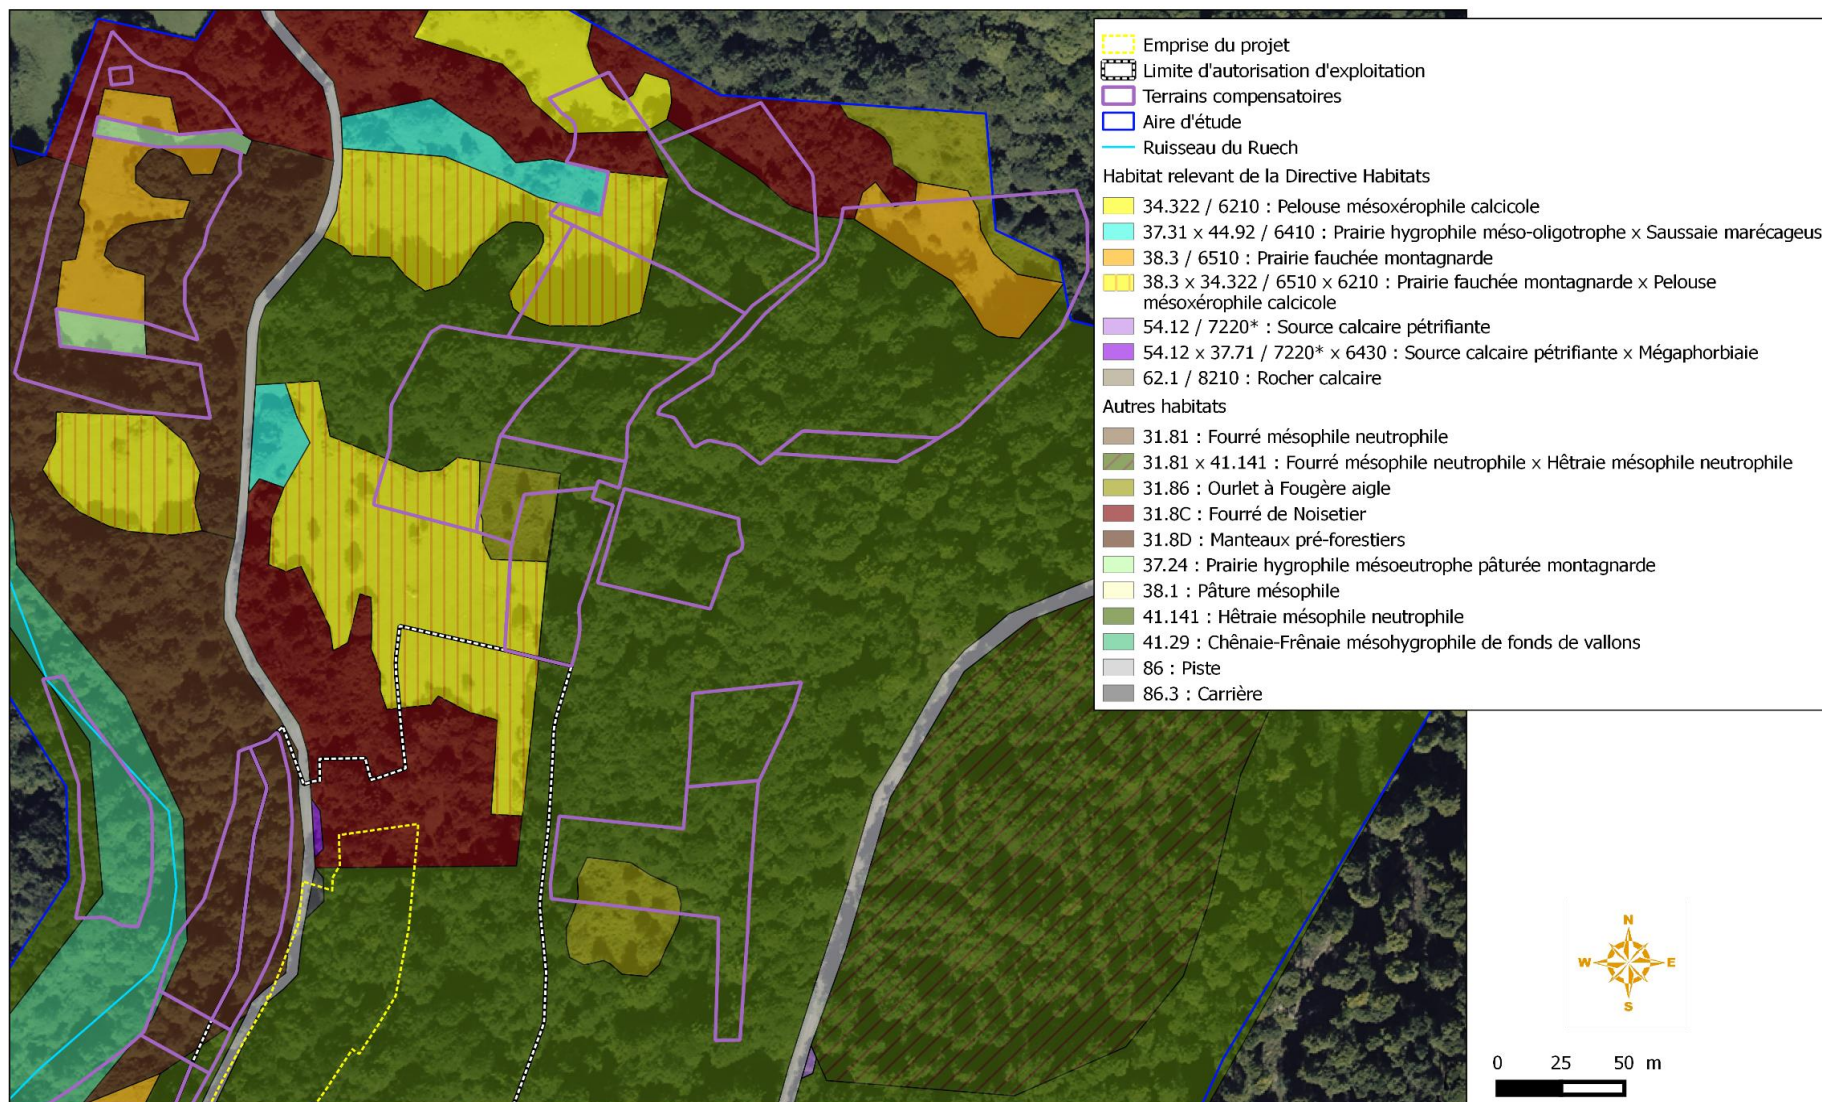 Emprise du projet
Limite d'autorisation d'exploitation
Terrains compensatoires
Aire d'étude
Ruisseau du Ruech
Habitat relevant de la Directive Habitats
34.322 / 6210 : Pelouse mésoxérophile calcicole
37.31 x 44.92 / 6410 : Prairie hygrophile méso-oligotrophe x Saussaie marécageus
38.3 / 6510 : Prairie fauchée montagnarde
38.3 x 34.322 / 6510 x 6210 : Prairie fauchée montagnarde x Pelouse
mésoxérophile calcicole
54.12 / 7220* : Source calcaire pétrifiante
54.12 x 37.71 / 7220* x 6430 : Source calcaire pétrifiante x Mégaphorbiaie
62.1 / 8210 : Rocher calcaire
Autres habitats
31.81 : Fourré mésophile neutrophile
31.81 x 41.141 : Fourré mésophile neutrophile x Hêtraie mésophile neutrophile
31.86 : Ourlet à Fougère aigle
31.8C : Fourré de Noisetier
31.8D : Manteaux pré-forestiers
37.24 : Prairie hygrophile mésoeutrophe pâturée montagnarde
38.1 : Pâture mésophile
41.141 : Hêtraie mésophile neutrophile
41.29 : Chênaie-Frênaie mésohygrophile de fonds de vallons
86 : Piste
86.3 : Carrière
N
W E
S
0 25 50 m